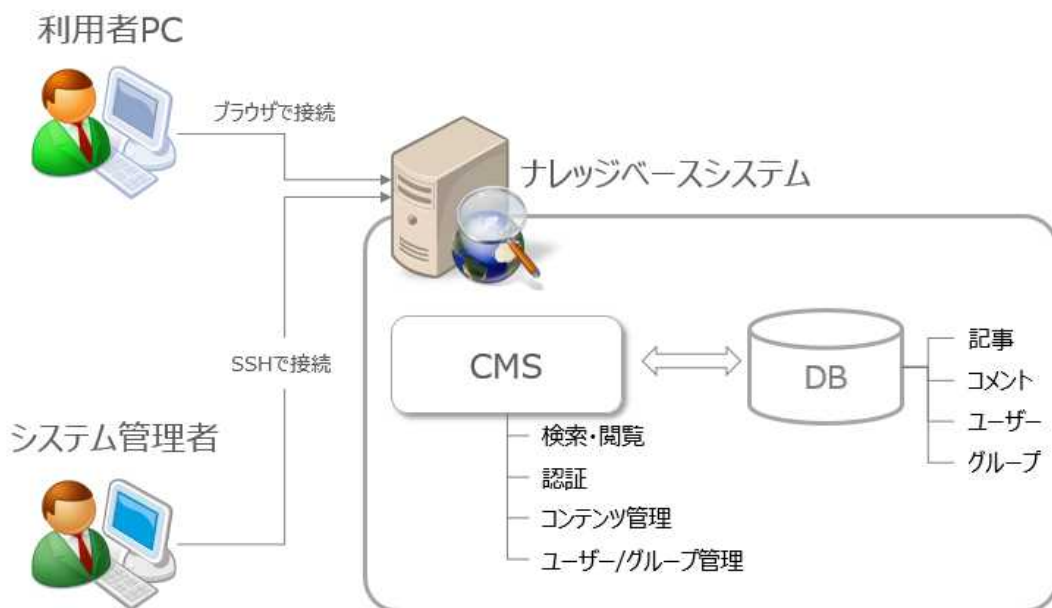 利用者PC
ブラウザで接続
ナレッジベースシステム
SSHで接続
システム管理者
CMS
検索・閲覧
認証
コンテンツ管理
ユーザー/グループ管理
DB
記事
コメント
ユーザー
グループ